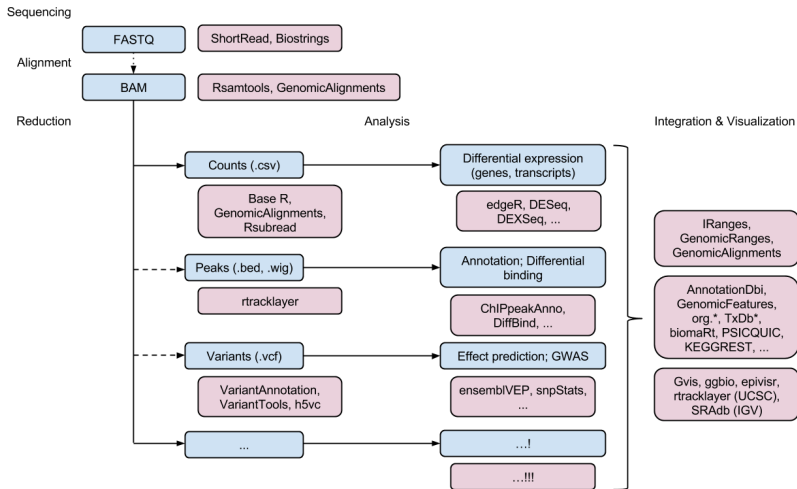 Sequencing
FASTQ
ShortRead, Biostrings
Alignment
BAM
Rsamtools, GenomicAlignments
Reduction
Analysis
Integration & Visualization
Counts (.csv)
Differential expression
(genes, transcripts)
Base R,
GenomicAlignments,
Rsubread
edgeR, DESeq,
DEXSeq, ...
Peaks (.bed, .wig)
Annotation; Differential
binding
rtracklayer
ChIPpeakAnno,
DiffBind, ...
Variants (.vcf)
Effect prediction; GWAS
VariantAnnotation,
VariantTools, h5vc
ensemblVEP, snpStats,
...
...
...!
...!!!
IRanges,
GenomicRanges,
GenomicAlignments
AnnotationDbi,
GenomicFeatures,
org.*, TxDb*,
biomaRt, PSICQUIC,
KEGGREST, ...
Gvis, ggbio, epivisr,
rtracklayer (UCSC),
SRAdb (IGV)